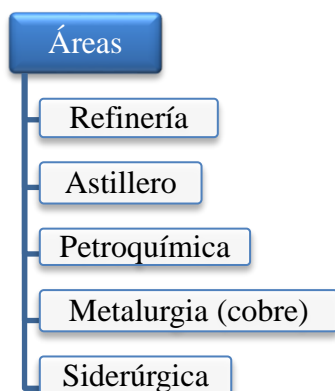 Áreas
Refinería
Astillero
Petroquímica
Metalurgia (cobre)
Siderúrgica